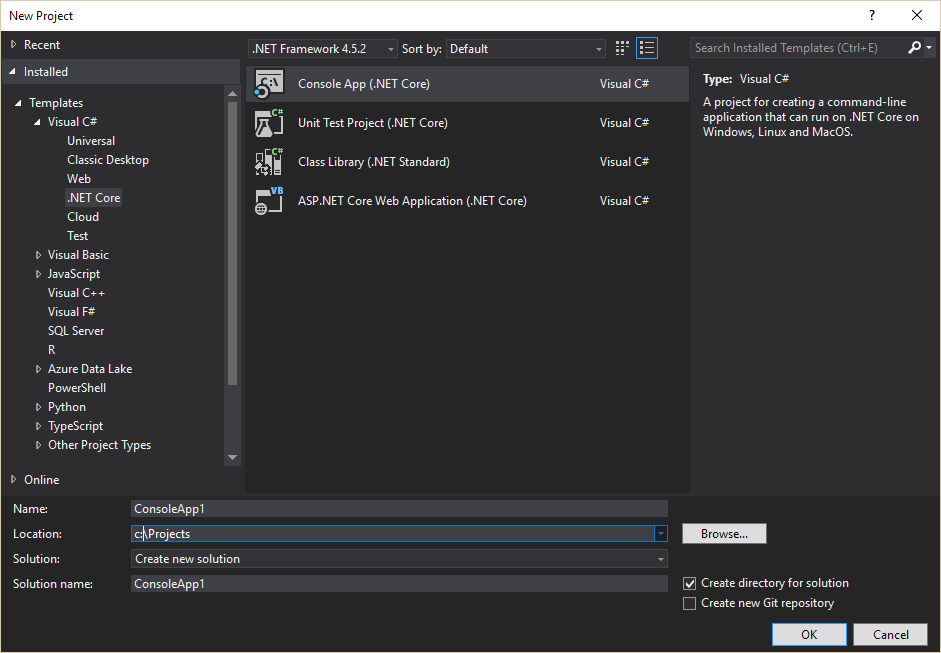 New Project
?
Recent
.NET Framework 4.5.2
Sort by:
Default
Search Installed Templates (Ctrl+E)
Installed
Templates
Visual C#
Universal
Classic Desktop
Web
.NET Core
Cloud
Test
Visual Basic
JavaScript
Visual C++
Visual F#
SQL Server
R
Azure Data Lake
PowerShell
Python
TypeScript
Other Project Types
Online
C:\
Console App (.NET Core)
Visual C#
C#
Unit Test Project (.NET Core)
Visual C#
C#
Class Library (.NET Standard)
Visual C#
VB
ASP.NET Core Web Application (.NET Core)
Visual C#
Type: Visual C#
A project for creating a command-line
application that can run on .NET Core on
Windows, Linux and MacOS.
Name:
ConsoleApp1
Location:
c:\Projects
Browse...
Solution:
Create new solution
Solution name:
ConsoleApp1
Create directory for solution
Create new Git repository
OK
Cancel